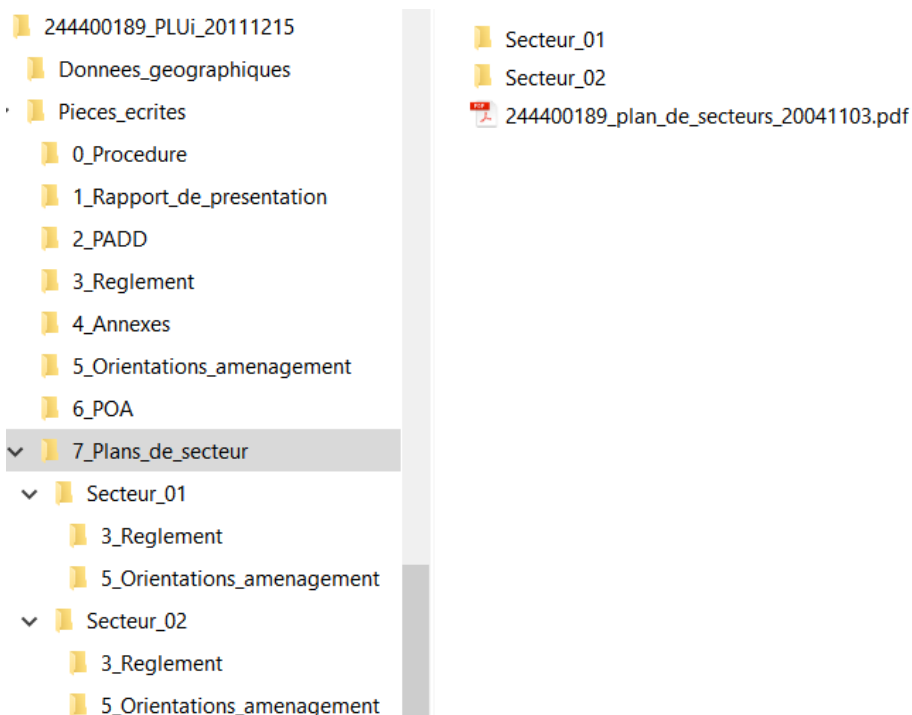 244400189_PLUi_20111215
Donnees_geographiques
Pieces_ecrites
0_Procedure
1_Rapport_de_presentation
2_PADD
3_Reglement
4_Annexes
5_Orientations_amenagement
6_POA
7_Plans_de_secteur
Secteur_01
3_Reglement
5_Orientations_amenagement
Secteur_02
3_Reglement
5_Orientations_amenagement
Secteur_01
Secteur_02
PDF
244400189_plan_de_secteurs_20041103.pdf